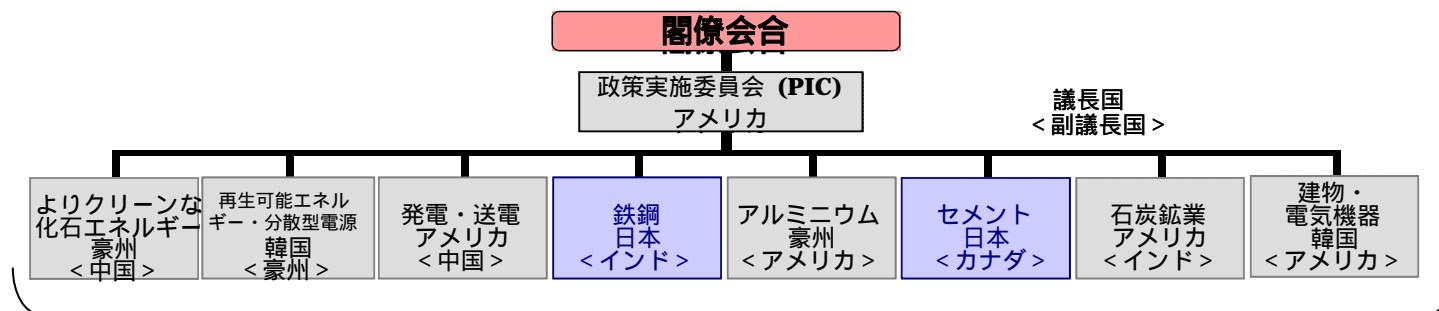 閣僚会合
政策実施委員会 (PIC)
アメリカ
議長国
<副議長国>
よりクリーンな
化石エネルギー
豪州
<中国>
再生可能エネル
ギー・分散型電源
韓国
<豪州>
発電・送電
アメリカ
<中国>
鉄鋼
日本
<インド>
アルミニウム
豪州
<アメリカ>
セメント
日本
<カナダ>
石炭鉱業
アメリカ
<インド>
建物・
電気機器
韓国
<アメリカ>